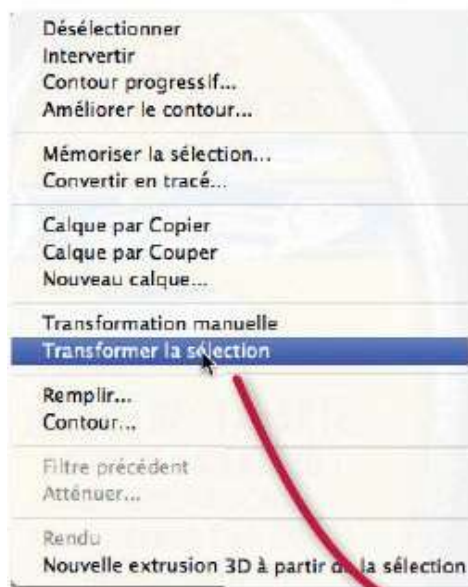 Désélectionner
Intervertir
Contour progressif...
Améliorer le contour...
Mémoriser la sélection...
Convertir en tracé...
Calque par Copier
Calque par Couper
Nouveau calque...
Transformation manuelle
Transformer la sélection
Remplir...
Contour...
Filtre précédent
Atténuer...
Rendu
Nouvelle extrusion 3D à partir de la sélection